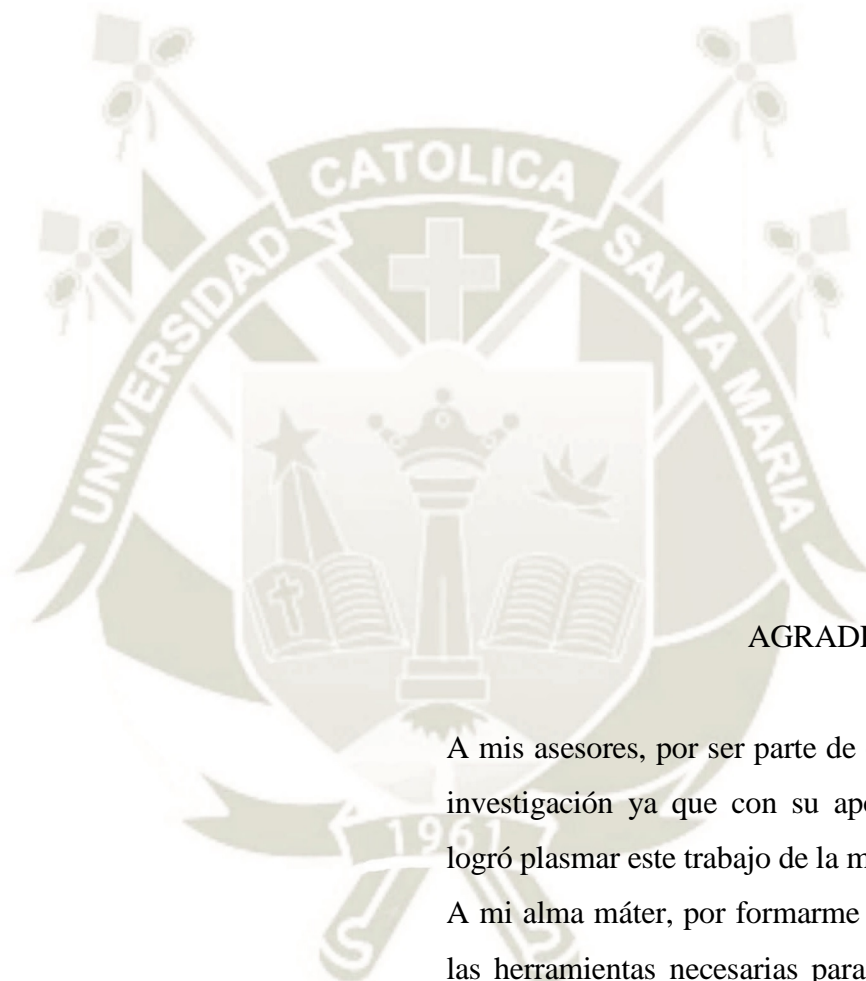 CATOLICA
UNIVERSIDAD
SANTA MARIA
1961
AGRADE
A mis asesores, por ser parte de
investigación ya que con su apo
logró plasmar este trabajo de la m
A mi alma máter, por formarme
las herramientas necesarias para